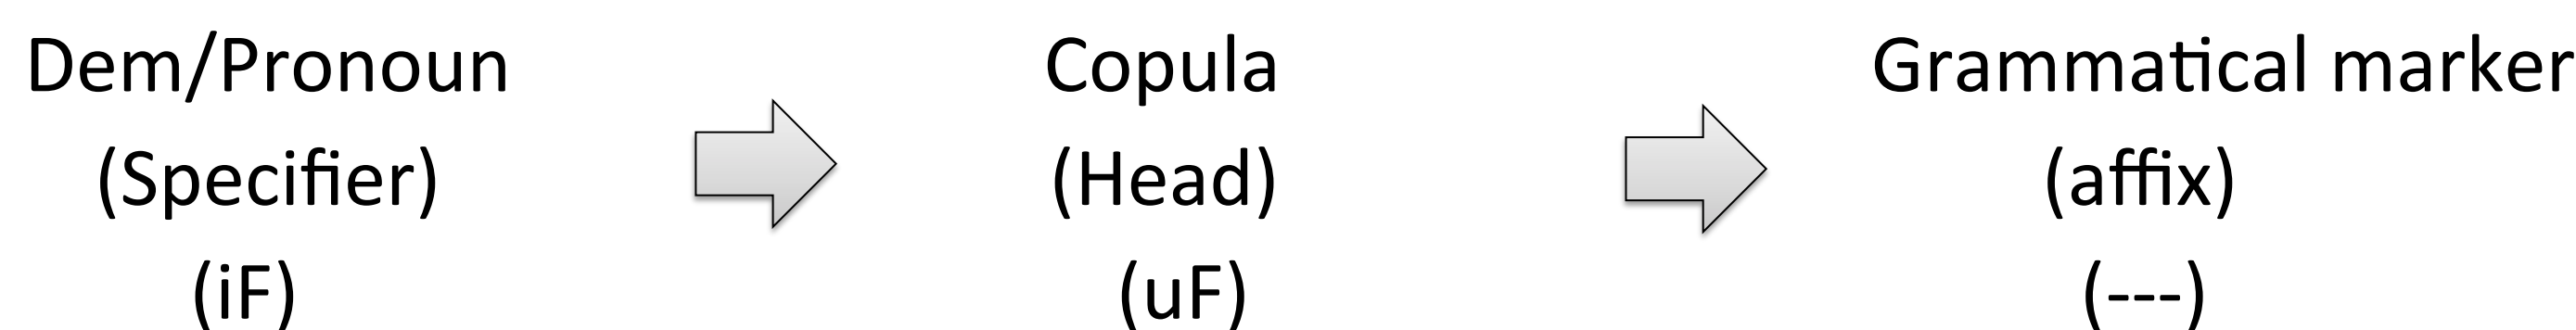 Dem/Pronoun Copula Grammatical marker
(Specifier) (Head) (affix)
(iF) (uF) (---)